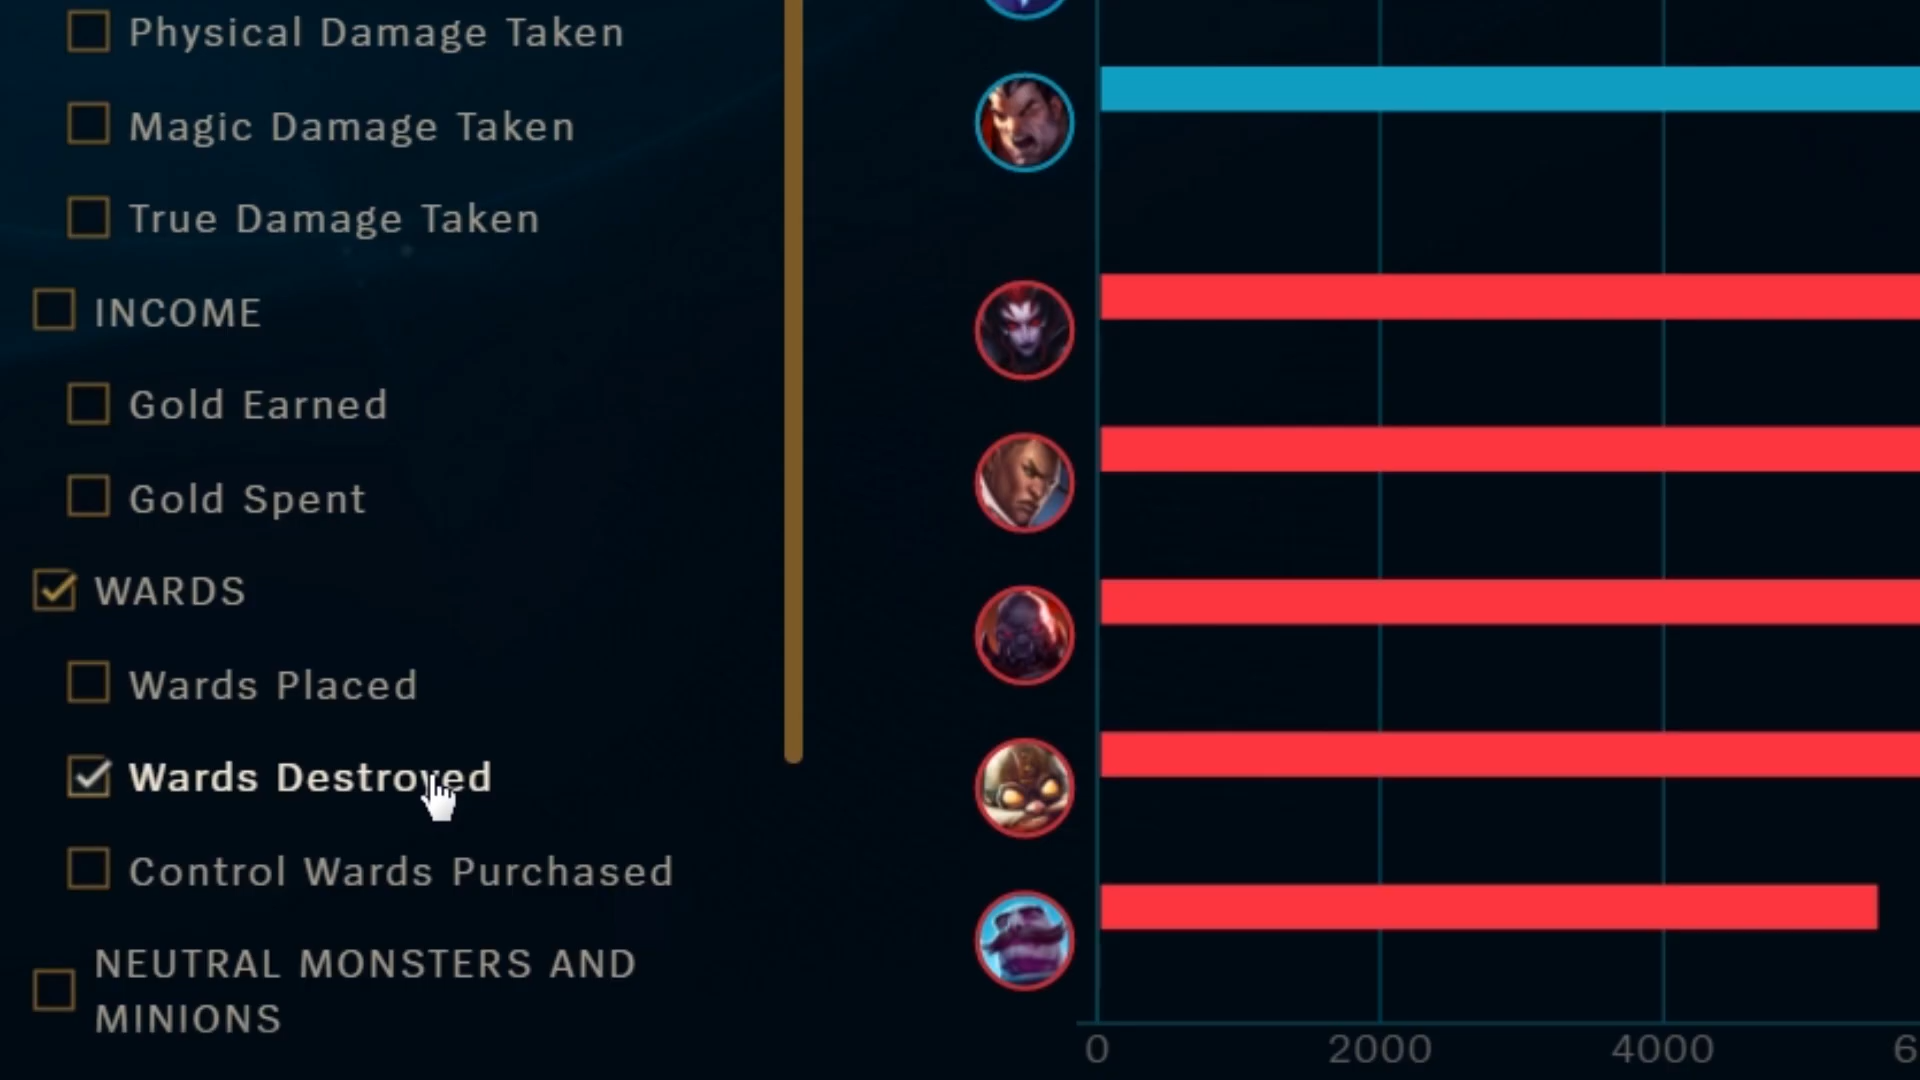 Physical Damage Taken
Magic Damage Taken
True Damage Taken
INCOME
Gold Earned
Gold Spent
WARDS
Wards Placed
Wards Destroyed
Control Wards Purchased
NEUTRAL MONSTERS AND
MINIONS
0 2000 4000 6